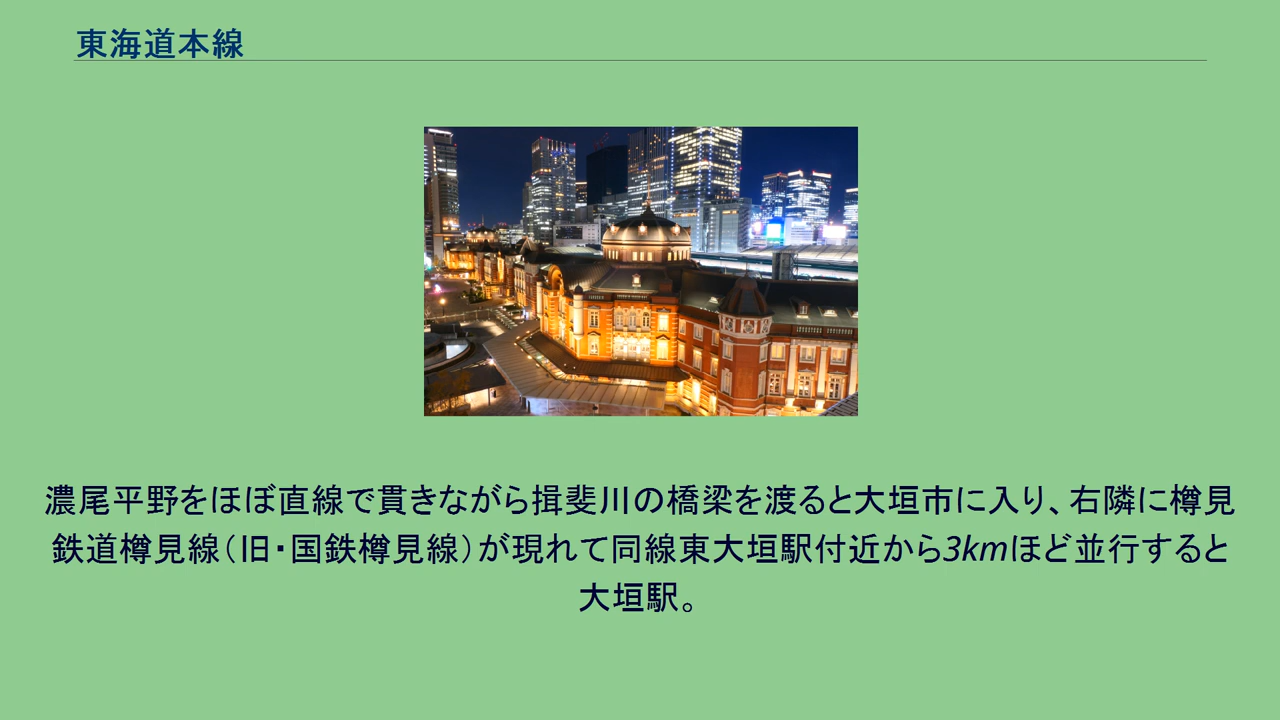 東海道本線
濃尾平野をほぼ直線で貫きながら揖斐川の橋梁を渡ると大垣市に入り、右隣に樽見
鉄道樽見線(旧・国鉄樽見線)が現れて同線東大垣駅付近から3kmほど並行すると
大垣駅。